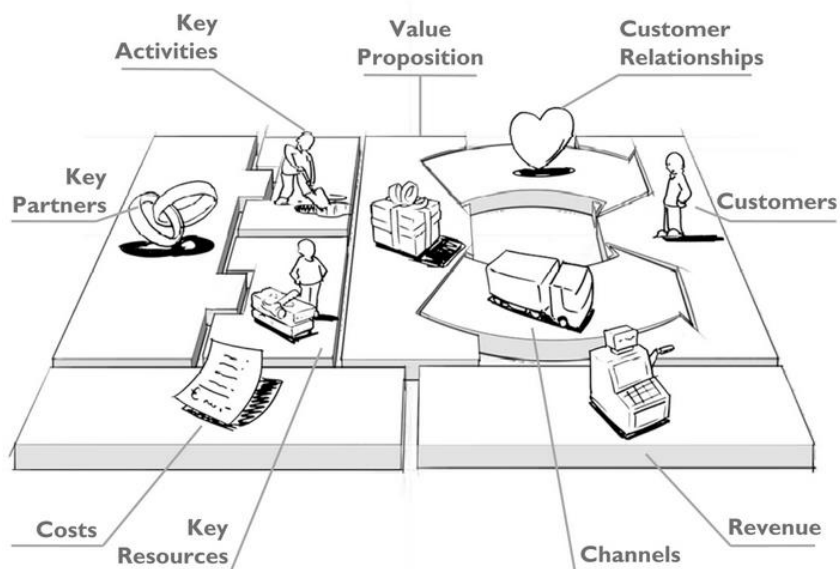 Key
Activities
Value
Proposition
Customer
Relationships
Key
Partners
Customers
Costs
Key
Resources
Channels
Revenue